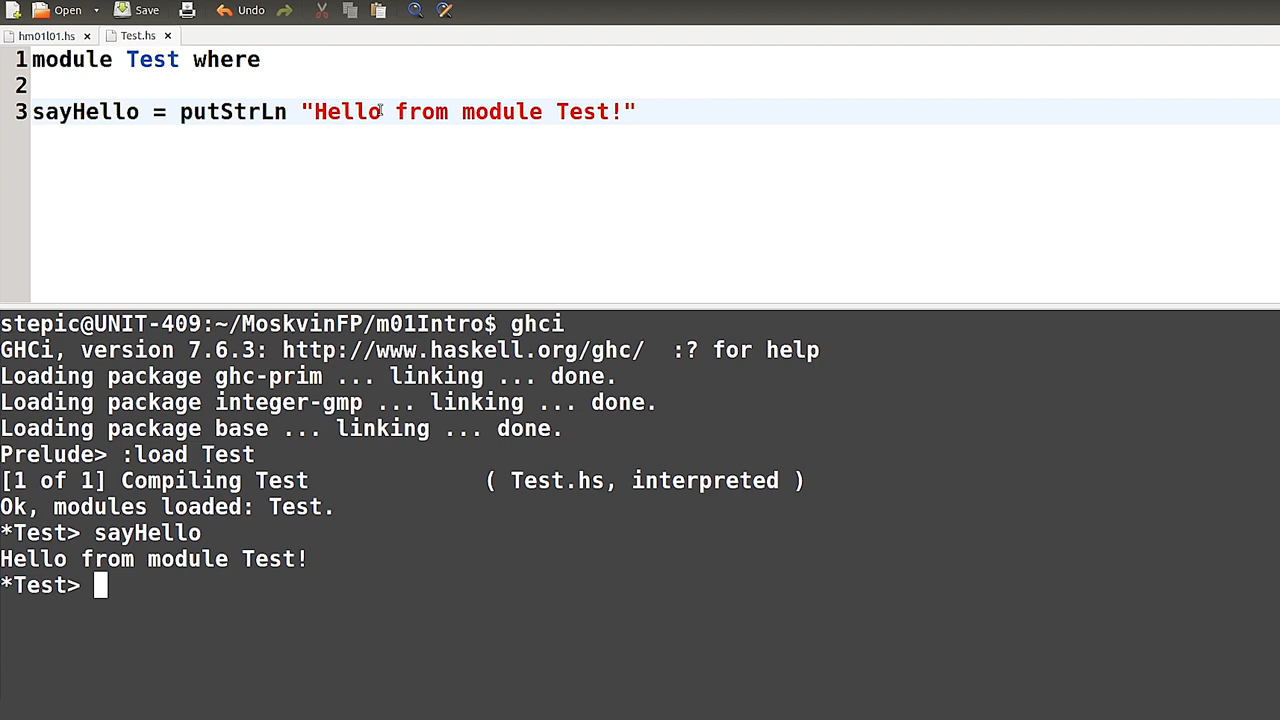 Open Save Undo
hm01l01.hs × Test.hs ×
1 module Test where
2
3 sayHello = putStrLn "Hello from module Test!"
stepic@UNIT-409:~/MoskvinFP/m01Intro$ ghci
GHCi, version 7.6.3: http://www.haskell.org/ghc/  :? for help
Loading package ghc-prim ... linking ... done.
Loading package integer-gmp ... linking ... done.
Loading package base ... linking ... done.
Prelude> :load Test
[1 of 1] Compiling Test             ( Test.hs, interpreted )
Ok, modules loaded: Test.
*Test> sayHello
Hello from module Test!
*Test>